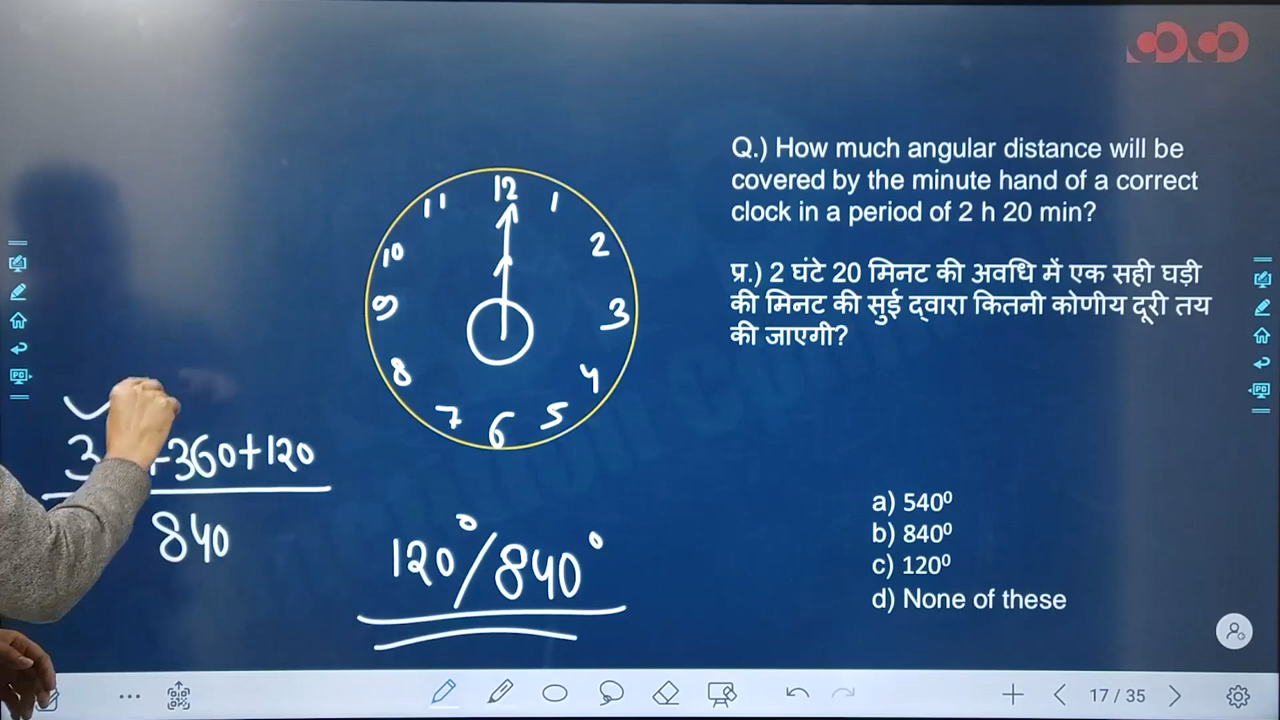 Q.) How much angular distance will be
covered by the minute hand of a correct
clock in a period of 2 h 20 min?
प्र.) 2 घंटे 20 मिनट की अवधि में एक सही घड़ी
की मिनट की सुई द्वारा कितनी कोणीय दूरी तय
की जाएगी?
12
11 1
10 2
9 3
8 4
7 5
6
360+120
840
120°/840°
a) 540⁰
b) 840⁰
c) 120⁰
d) None of these
17 / 35